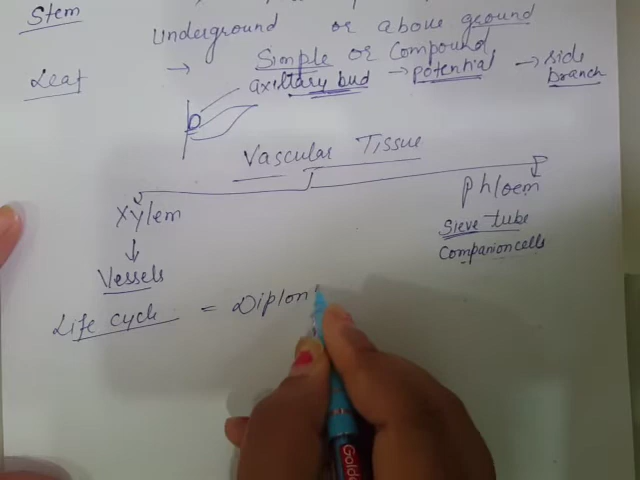 Stem Underground or above ground
Leaf → Simple or Compound
axillary bud → potential → side branch
Vascular Tissue
Xylem Phloem
Vessels Sieve tube
Companion cells
Life cycle = Diplon
Gold